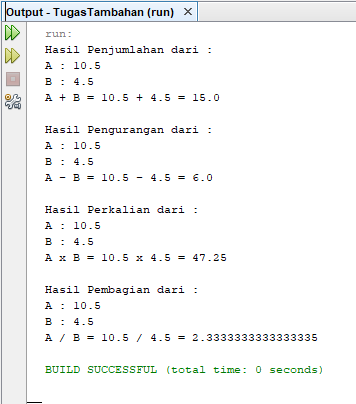 Output - TugasTambahan (run) ×
run:
Hasil Penjumlahan dari :
A : 10.5
B : 4.5
A + B = 10.5 + 4.5 = 15.0
Hasil Pengurangan dari :
A : 10.5
B : 4.5
A - B = 10.5 - 4.5 = 6.0
Hasil Perkalian dari :
A : 10.5
B : 4.5
A x B = 10.5 x 4.5 = 47.25
Hasil Pembagian dari :
A : 10.5
B : 4.5
A / B = 10.5 / 4.5 = 2.3333333333333335
BUILD SUCCESSFUL (total time: 0 seconds)